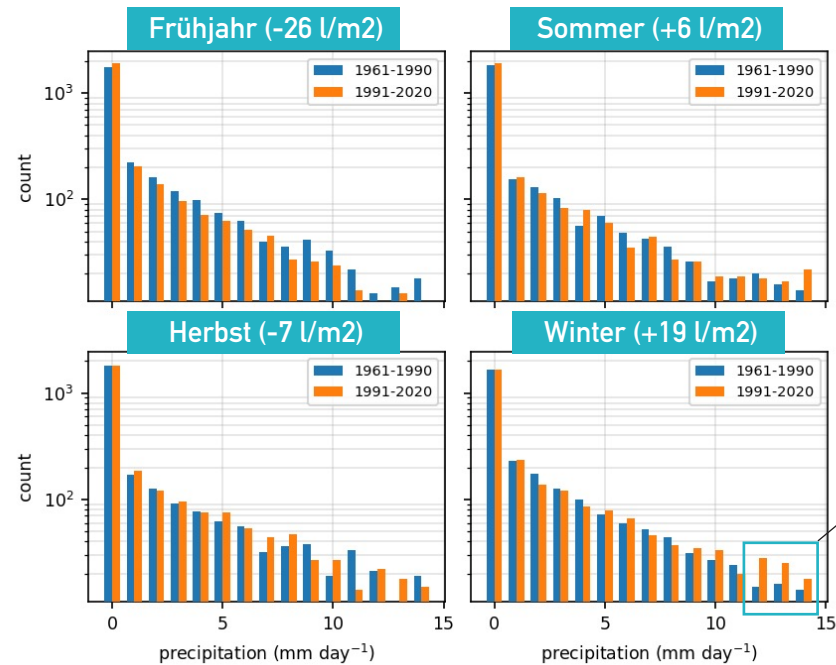 Frühjahr (-26 l/m2)
Sommer (+6 l/m2)
1961-1990
1991-2020
1961-1990
1991-2020
10³
10²
count
Herbst (-7 l/m2)
Winter (+19 l/m2)
1961-1990
1991-2020
1961-1990
1991-2020
10³
10²
count
0 5 10 15
0 5 10 15
precipitation (mm day⁻¹)
precipitation (mm day⁻¹)